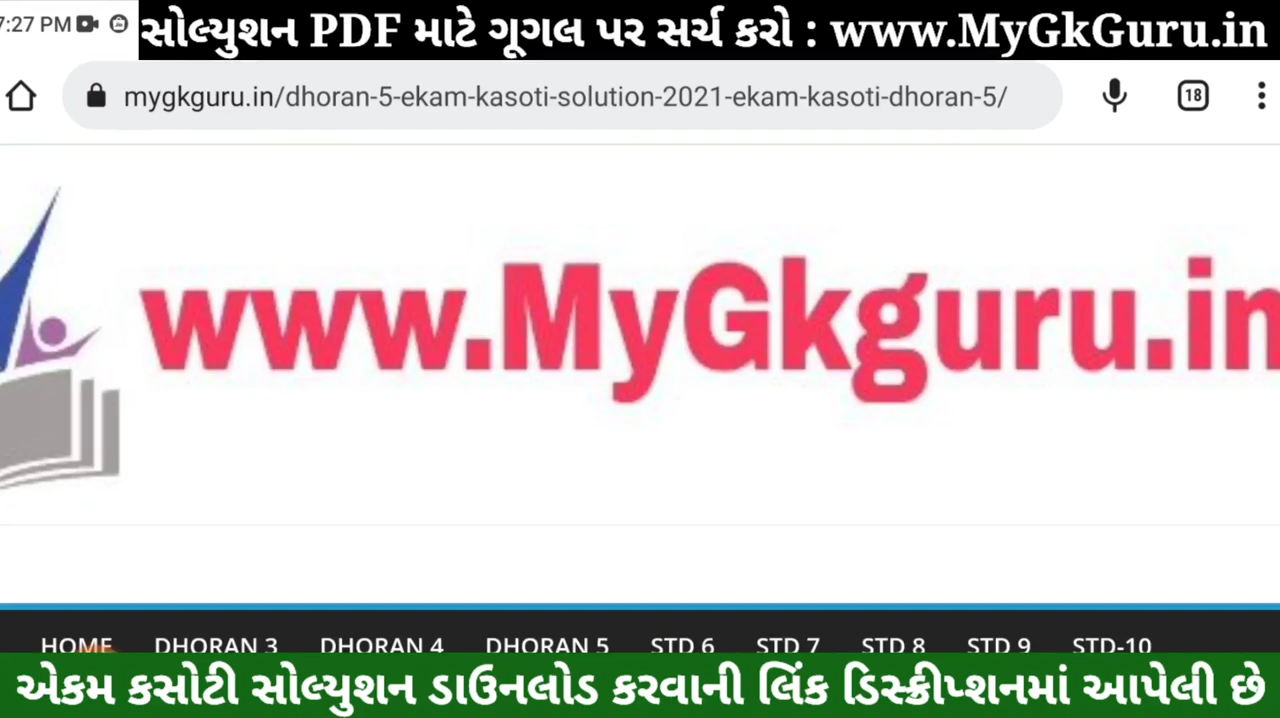 7:27 PM
સોલ્યુશન PDF માટે ગૂગલ પર સર્ચ કરો : www.MyGkGuru.in
mygkguru.in/dhoran-5-ekam-kasoti-solution-2021-ekam-kasoti-dhoran-5/
18
www.MyGkguru.in
HOME DHORAN 3 DHORAN 4 DHORAN 5 STD 6 STD 7 STD 8 STD 9 STD-10
એકમ કસોટી સોલ્યુશન ડાઉનલોડ કરવાની લિંક ડિસ્ક્રીપ્શનમાં આપેલી છે